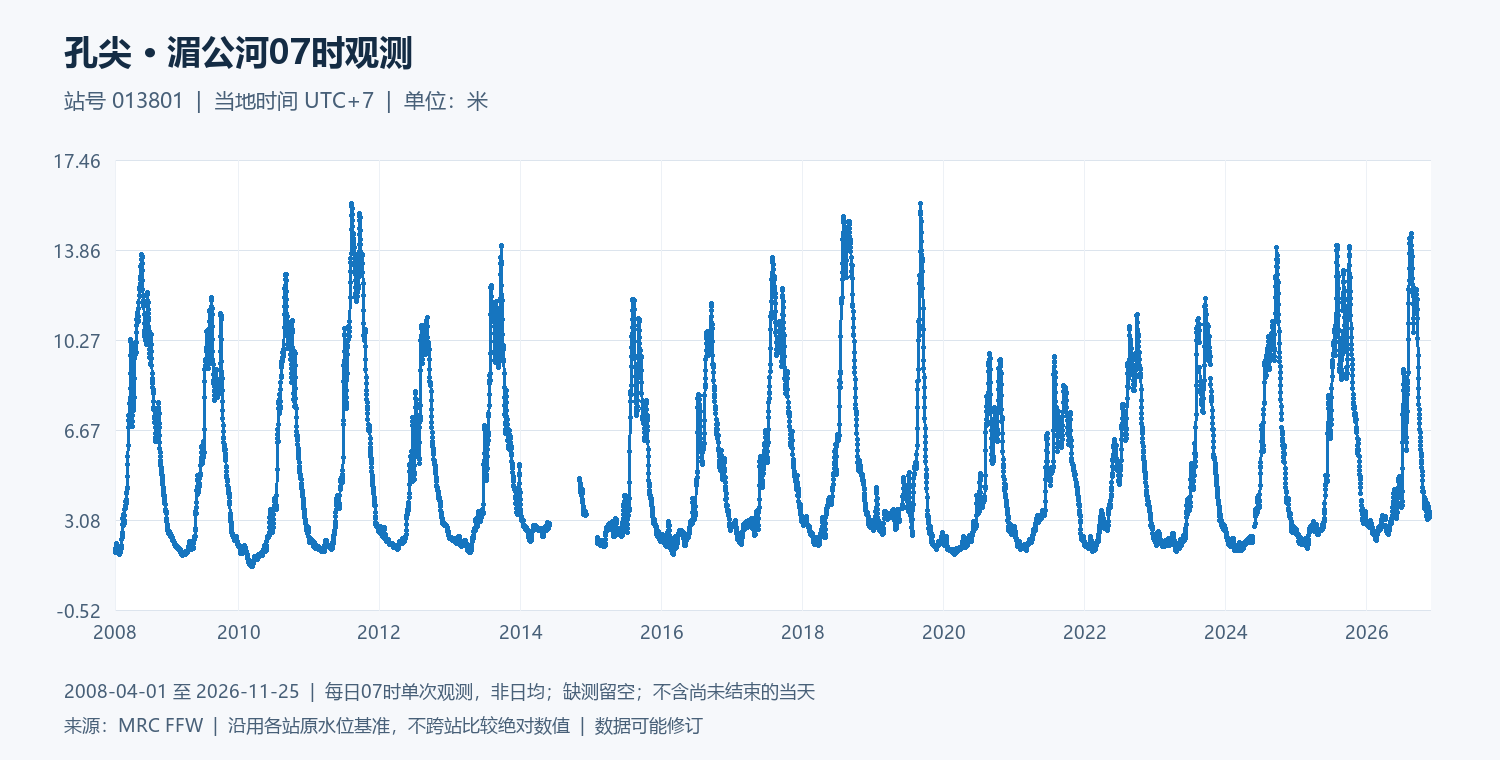 孔尖 • 湄公河07时观测
站号 013801 | 当地时间 UTC+7 | 单位：米
17.46
13.86
10.27
6.67
3.08
-0.52
2008 2010 2012 2014 2016 2018 2020 2022 2024 2026
2008-04-01 至 2026-11-25 | 每日07时单次观测，非日均；缺测留空；不含尚未结束的当天
来源：MRC FFW | 沿用各站原水位基准，不跨站比较绝对数值 | 数据可能修订